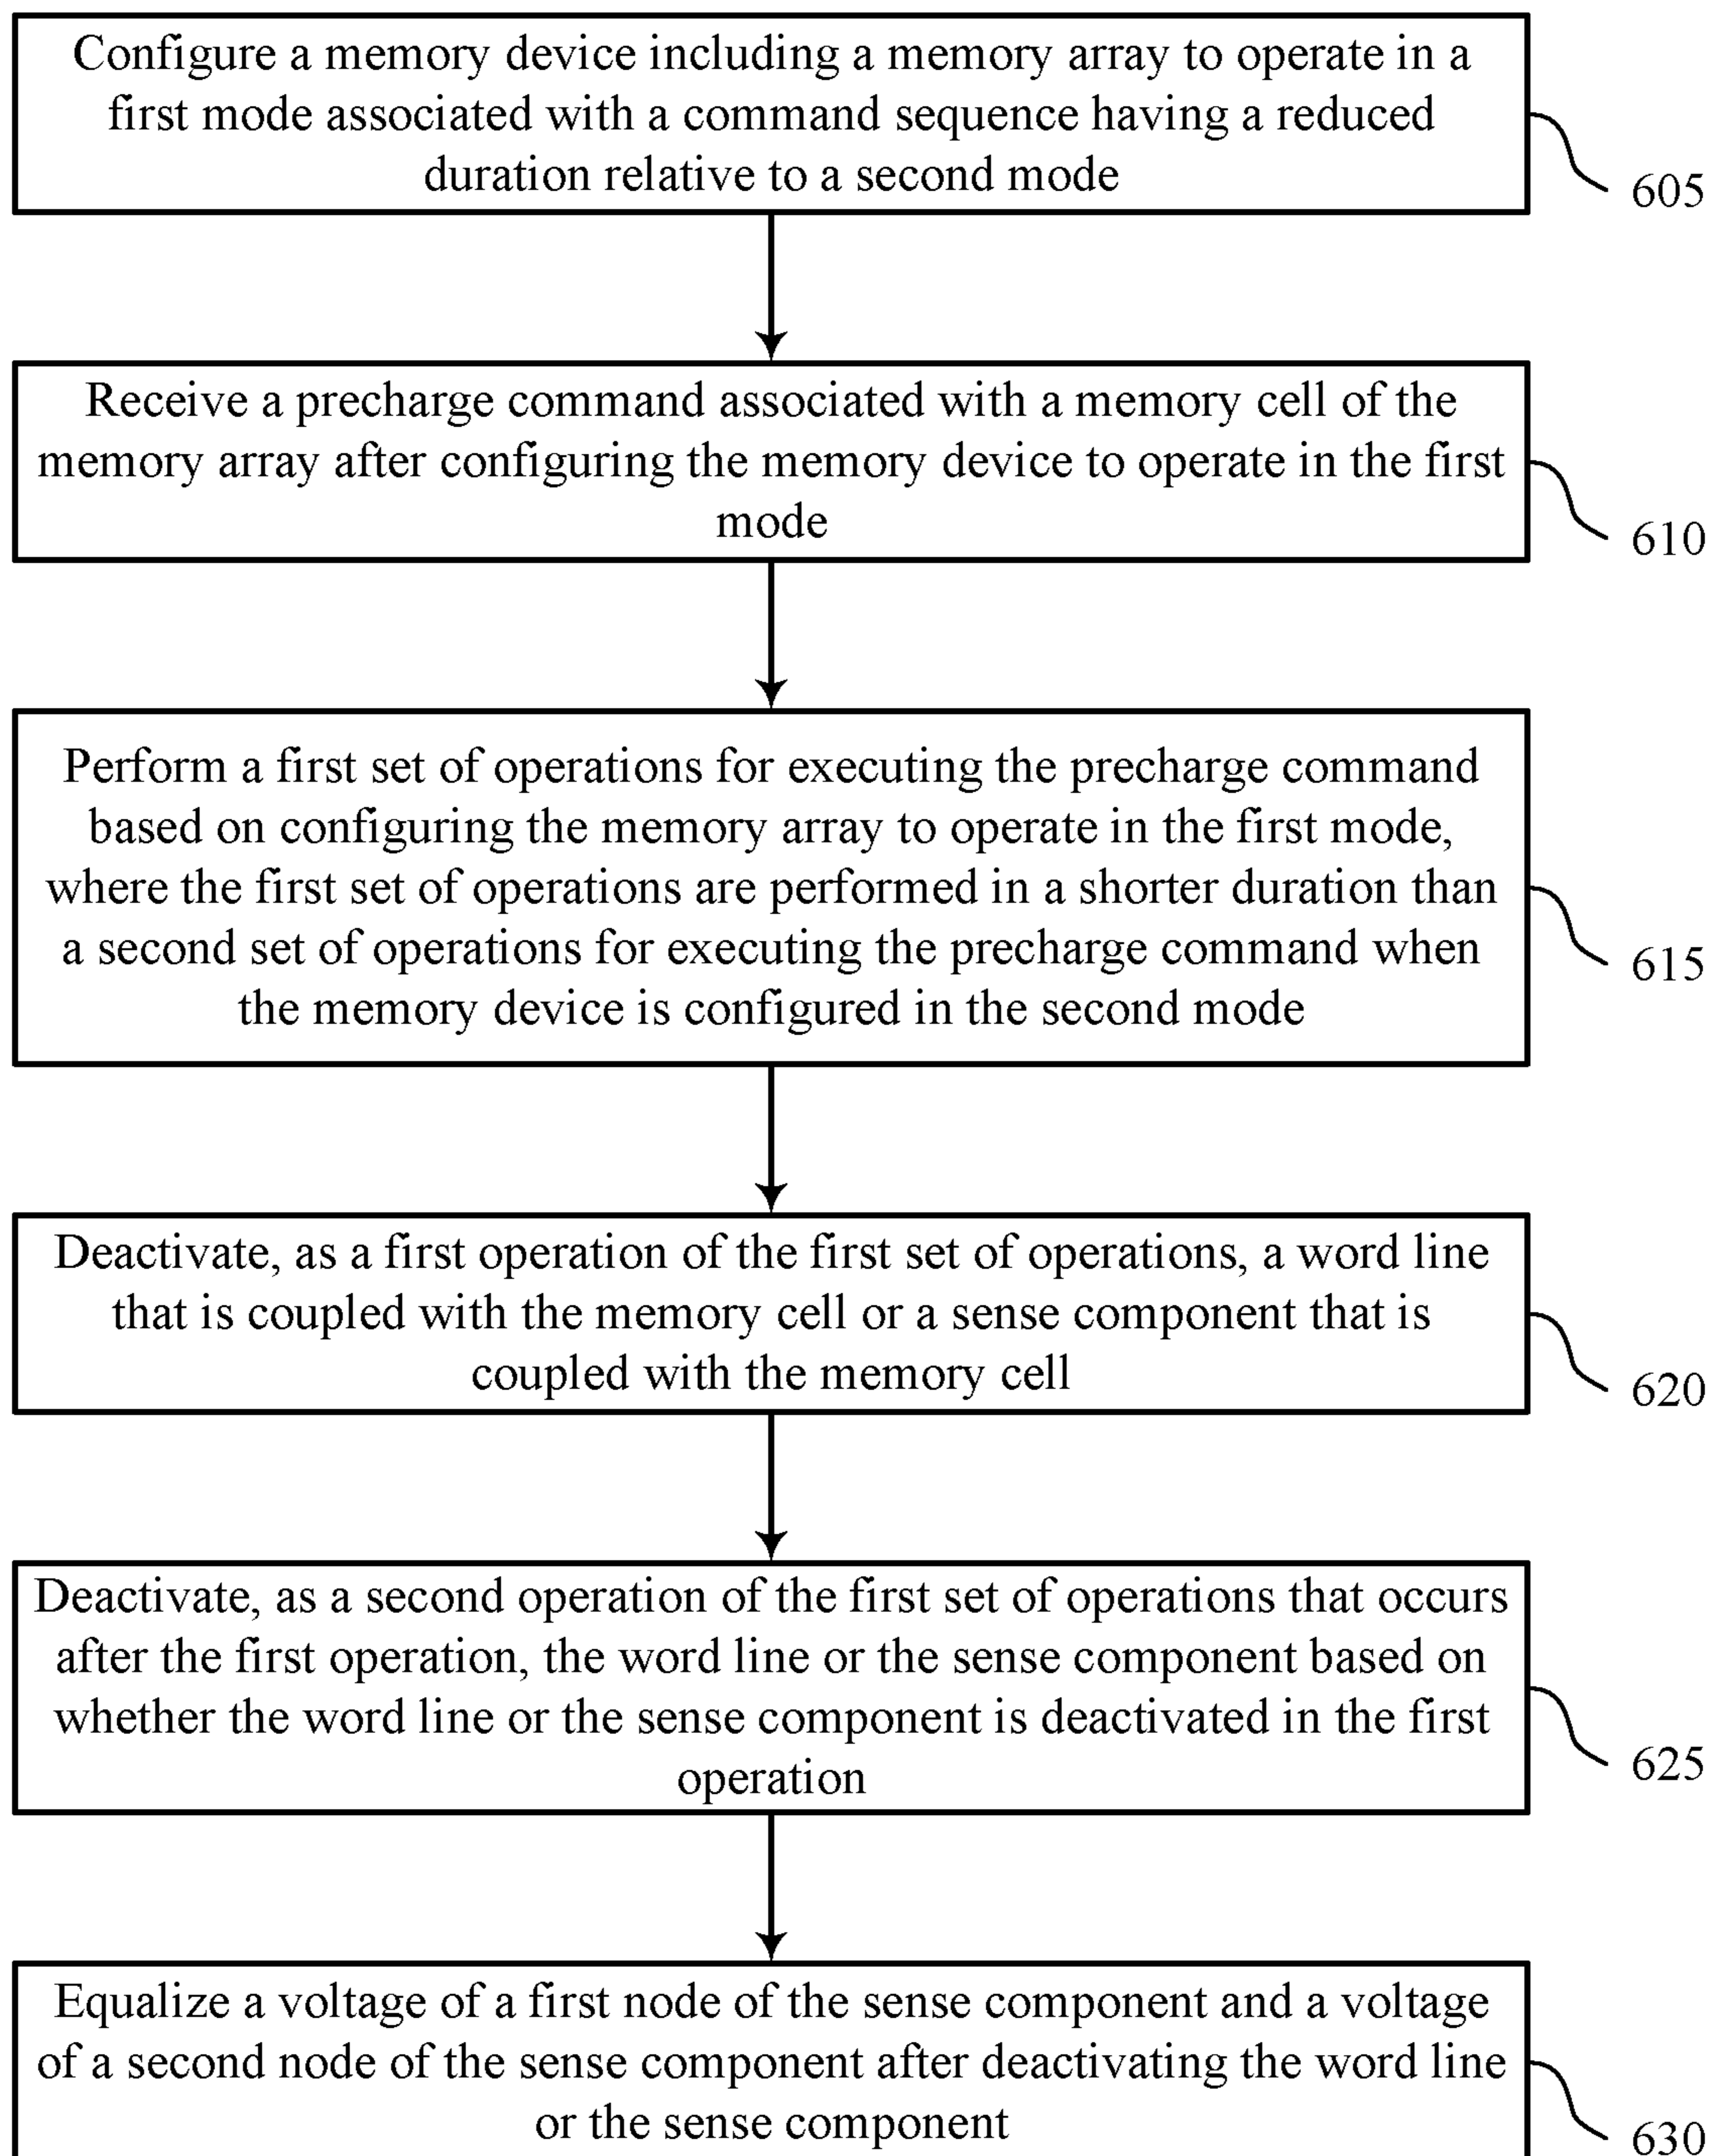 Configure a memory device including a memory array to operate in a
first mode associated with a command sequence having a reduced
duration relative to a second mode
605
Receive a precharge command associated with a memory cell of the
memory array after configuring the memory device to operate in the first
mode
610
Perform a first set of operations for executing the precharge command
based on configuring the memory array to operate in the first mode,
where the first set of operations are performed in a shorter duration than
a second set of operations for executing the precharge command when
the memory device is configured in the second mode
615
Deactivate, as a first operation of the first set of operations, a word line
that is coupled with the memory cell or a sense component that is
coupled with the memory cell
620
Deactivate, as a second operation of the first set of operations that occurs
after the first operation, the word line or the sense component based on
whether the word line or the sense component is deactivated in the first
operation
625
Equalize a voltage of a first node of the sense component and a voltage
of a second node of the sense component after deactivating the word line
or the sense component
630